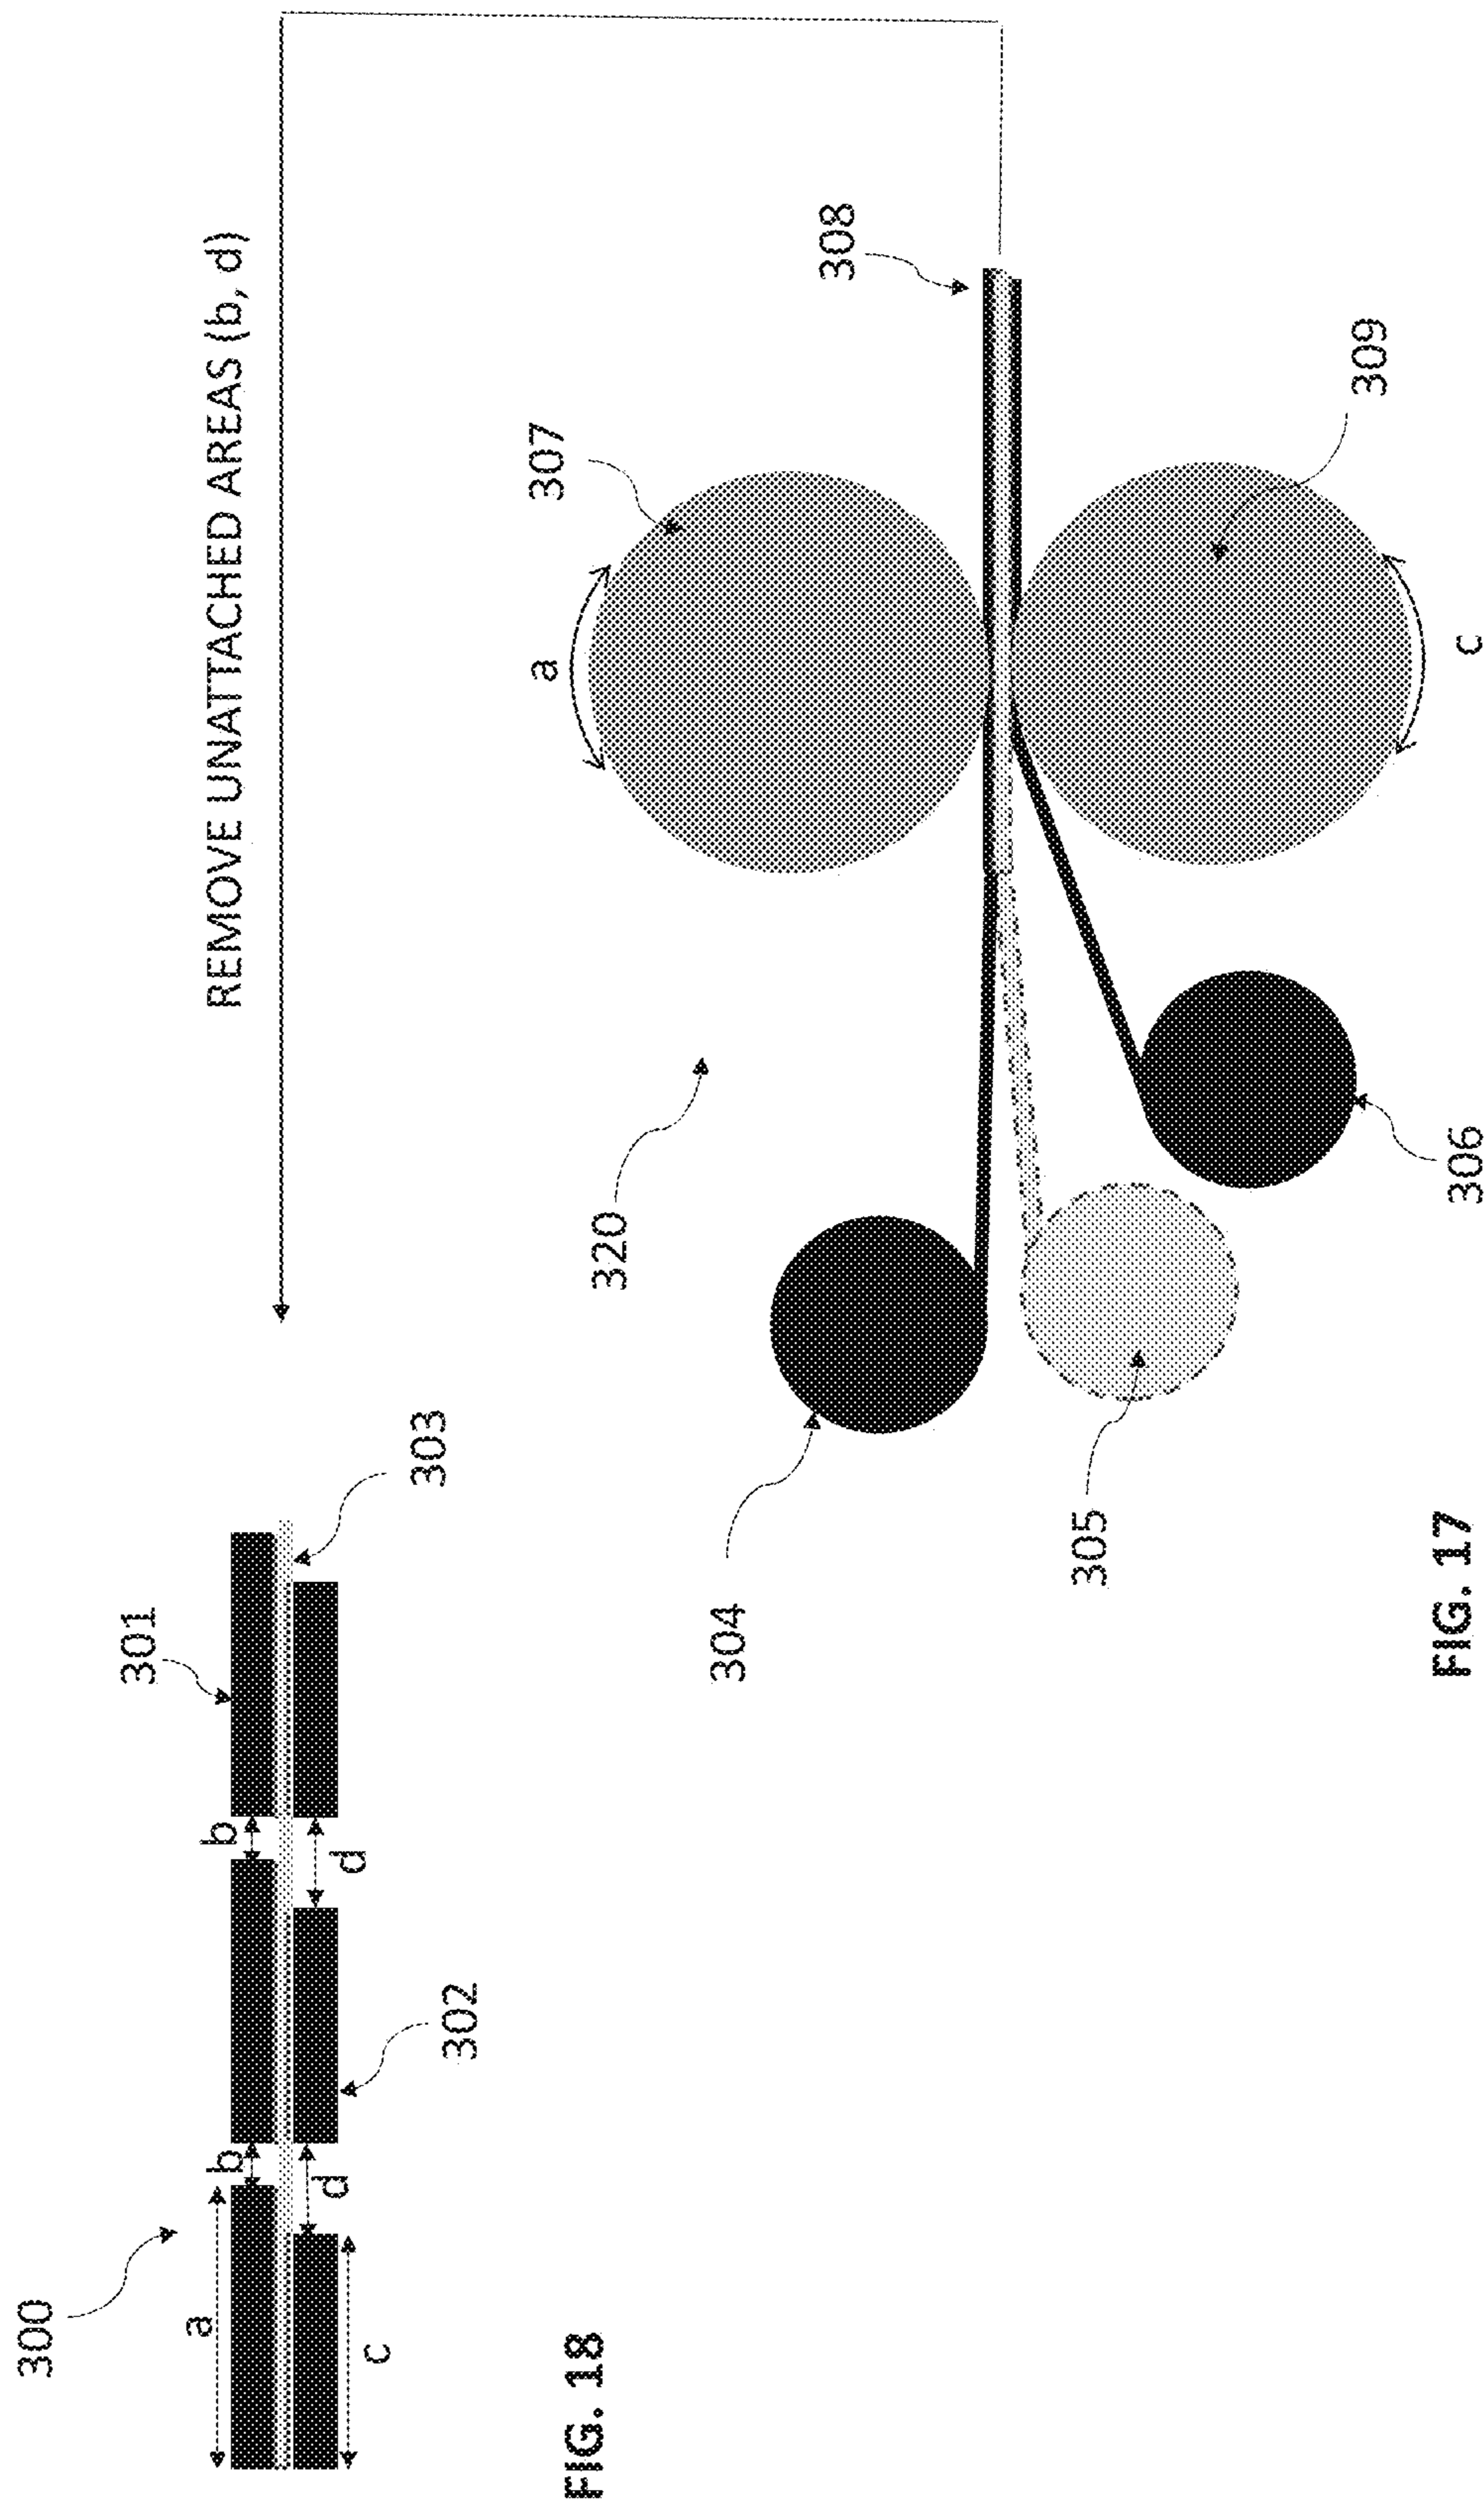 300
a
b
b
301
c
d
d
302
303
FIG. 18
REMOVE UNATTACHED AREAS (b, d)
320
a
307
308
304
305
306
c
309
FIG. 17